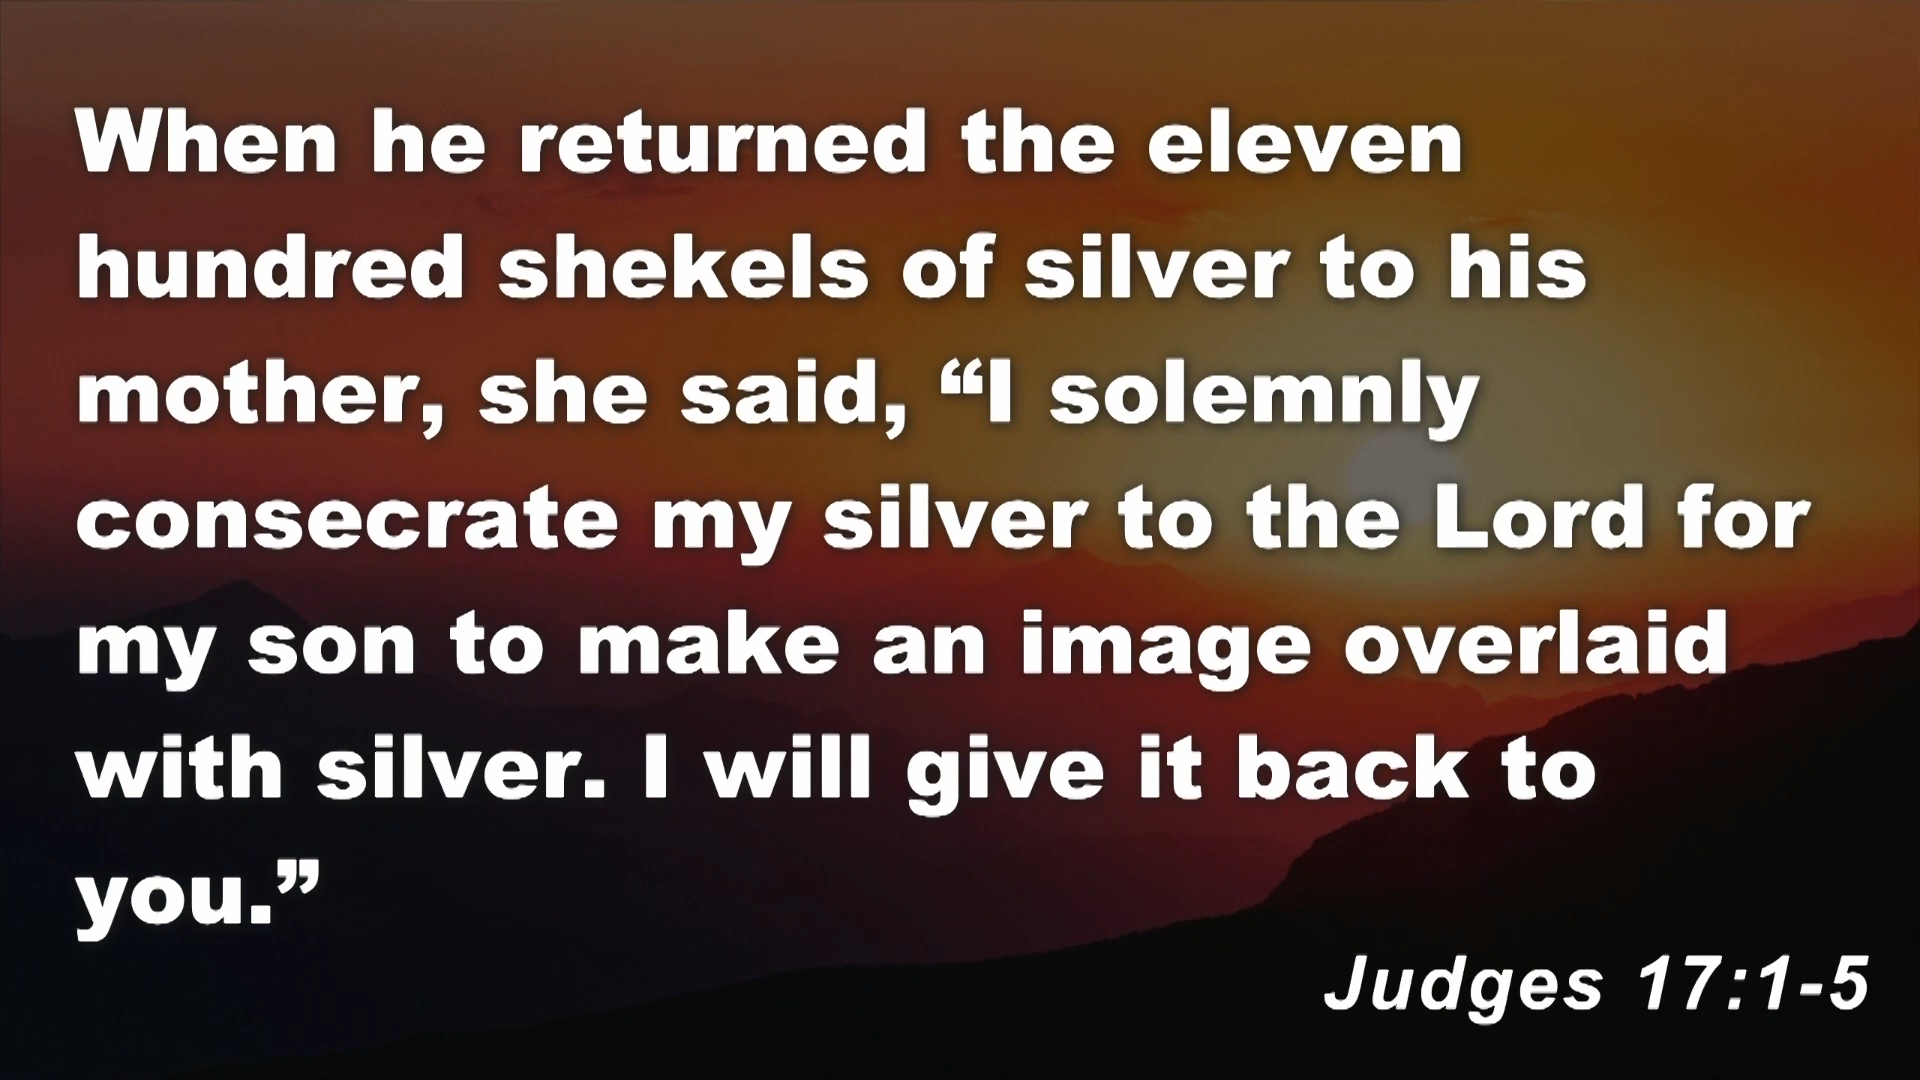 When he returned the eleven
hundred shekels of silver to his
mother, she said, “I solemnly
consecrate my silver to the Lord for
my son to make an image overlaid
with silver. I will give it back to
you.”
Judges 17:1-5